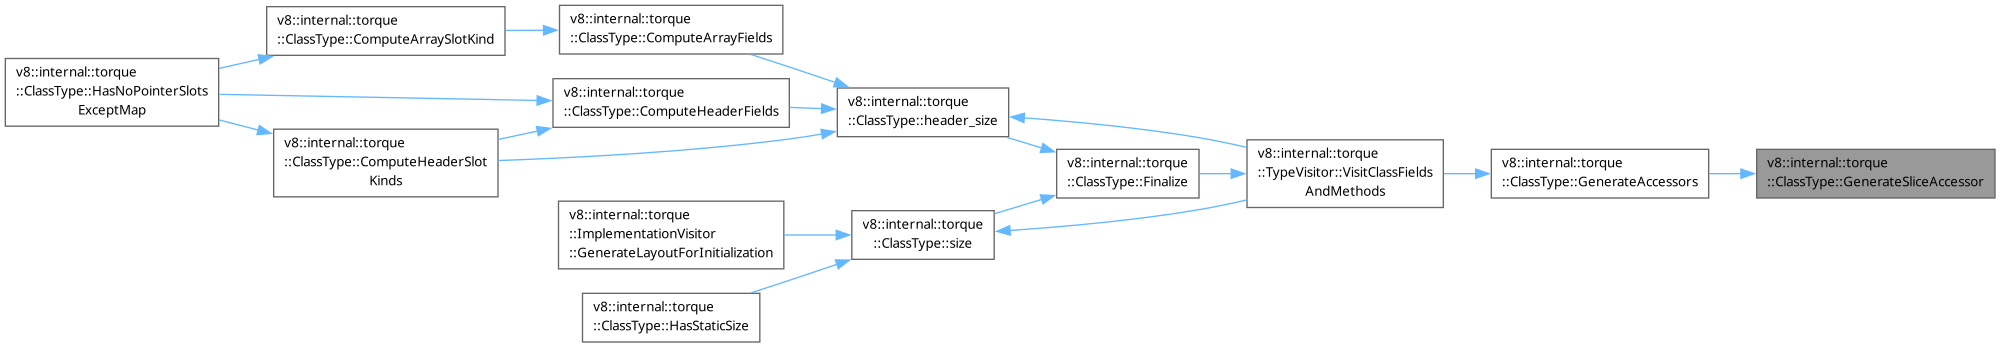 v8::internal::torque
::ClassType::HasNoPointerSlots
ExceptMap
v8::internal::torque
::ClassType::ComputeArraySlotKind
v8::internal::torque
::ClassType::ComputeHeaderSlot
Kinds
v8::internal::torque
::ClassType::ComputeArrayFields
v8::internal::torque
::ClassType::ComputeHeaderFields
v8::internal::torque
::ImplementationVisitor
::GenerateLayoutForInitialization
v8::internal::torque
::ClassType::HasStaticSize
v8::internal::torque
::ClassType::header_size
v8::internal::torque
::ClassType::size
v8::internal::torque
::ClassType::Finalize
v8::internal::torque
::TypeVisitor::VisitClassFields
AndMethods
v8::internal::torque
::ClassType::GenerateAccessors
v8::internal::torque
::ClassType::GenerateSliceAccessor